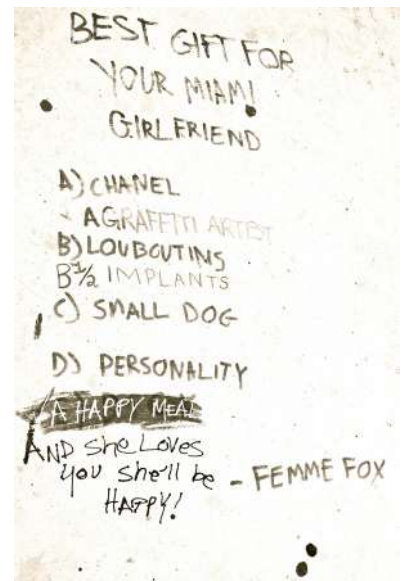 BEST GIFT FOR
YOUR MIAMI
GIRLFRIEND
A) CHANEL
A GRAFFITI ARTIST
B) LOUBOUTINS
B 1/2 IMPLANTS
C) SMALL DOG
D) PERSONALITY
A HAPPY MEAL
AND SHE LOVES
YOU SHE'll be - FEMME FOX
HAPPY!